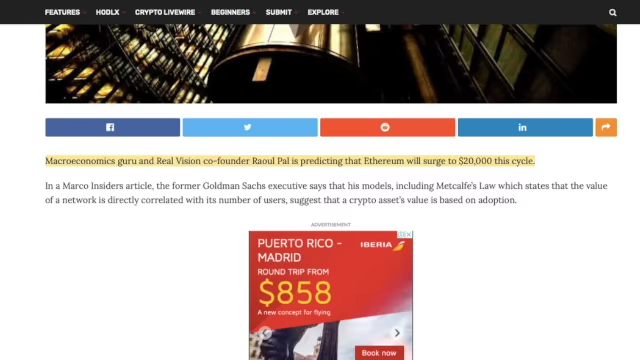 FEATURES HODLX CRYPTO LIVEWIRE BEGINNERS SUBMIT EXPLORE
Macroeconomics guru and Real Vision co-founder Raoul Pal is predicting that Ethereum will surge to $20,000 this cycle.
In a Marco Insiders article, the former Goldman Sachs executive says that his models, including Metcalfe's Law which states that the value
of a network is directly correlated with its number of users, suggest that a crypto asset's value is based on adoption.
ADVERTISEMENT
PUERTO RICO -
MADRID
IBERIA
ROUND TRIP FROM
$858
A new concept for flying
Book now